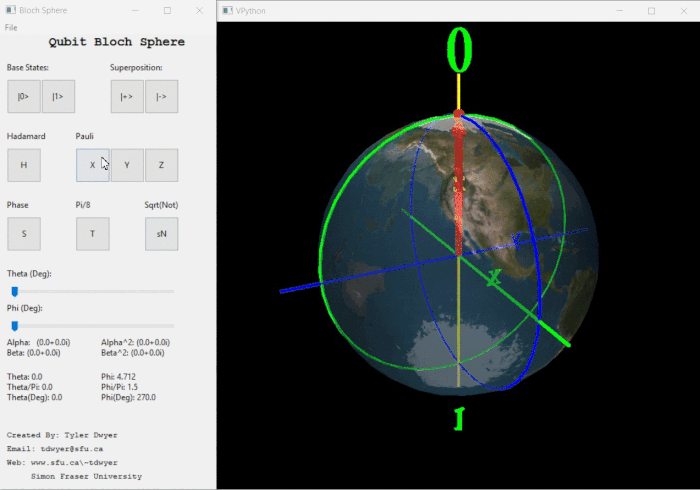 Bloch Sphere
VPython
File
Qubit Bloch Sphere
Base States: Superposition:
|0> |1> |+> |->
Hadamard Pauli
H X Y Z
Phase Pi/8 Sqrt(Not)
S T sN
Theta (Deg):
Phi (Deg):
Alpha: (0.0+0.0i) Alpha^2: (0.0+0.0i)
Beta: (0.0+0.0i) Beta^2: (0.0+0.0i)
Theta: 0.0 Phi: 4.712
Theta/Pi: 0.0 Phi/Pi: 1.5
Theta(Deg): 0.0 Phi(Deg): 270.0
Created By: Tyler Dwyer
Email: tdwyer@sfu.ca
Web: www.sfu.ca\~tdwyer
Simon Fraser University
0
Y
X
1